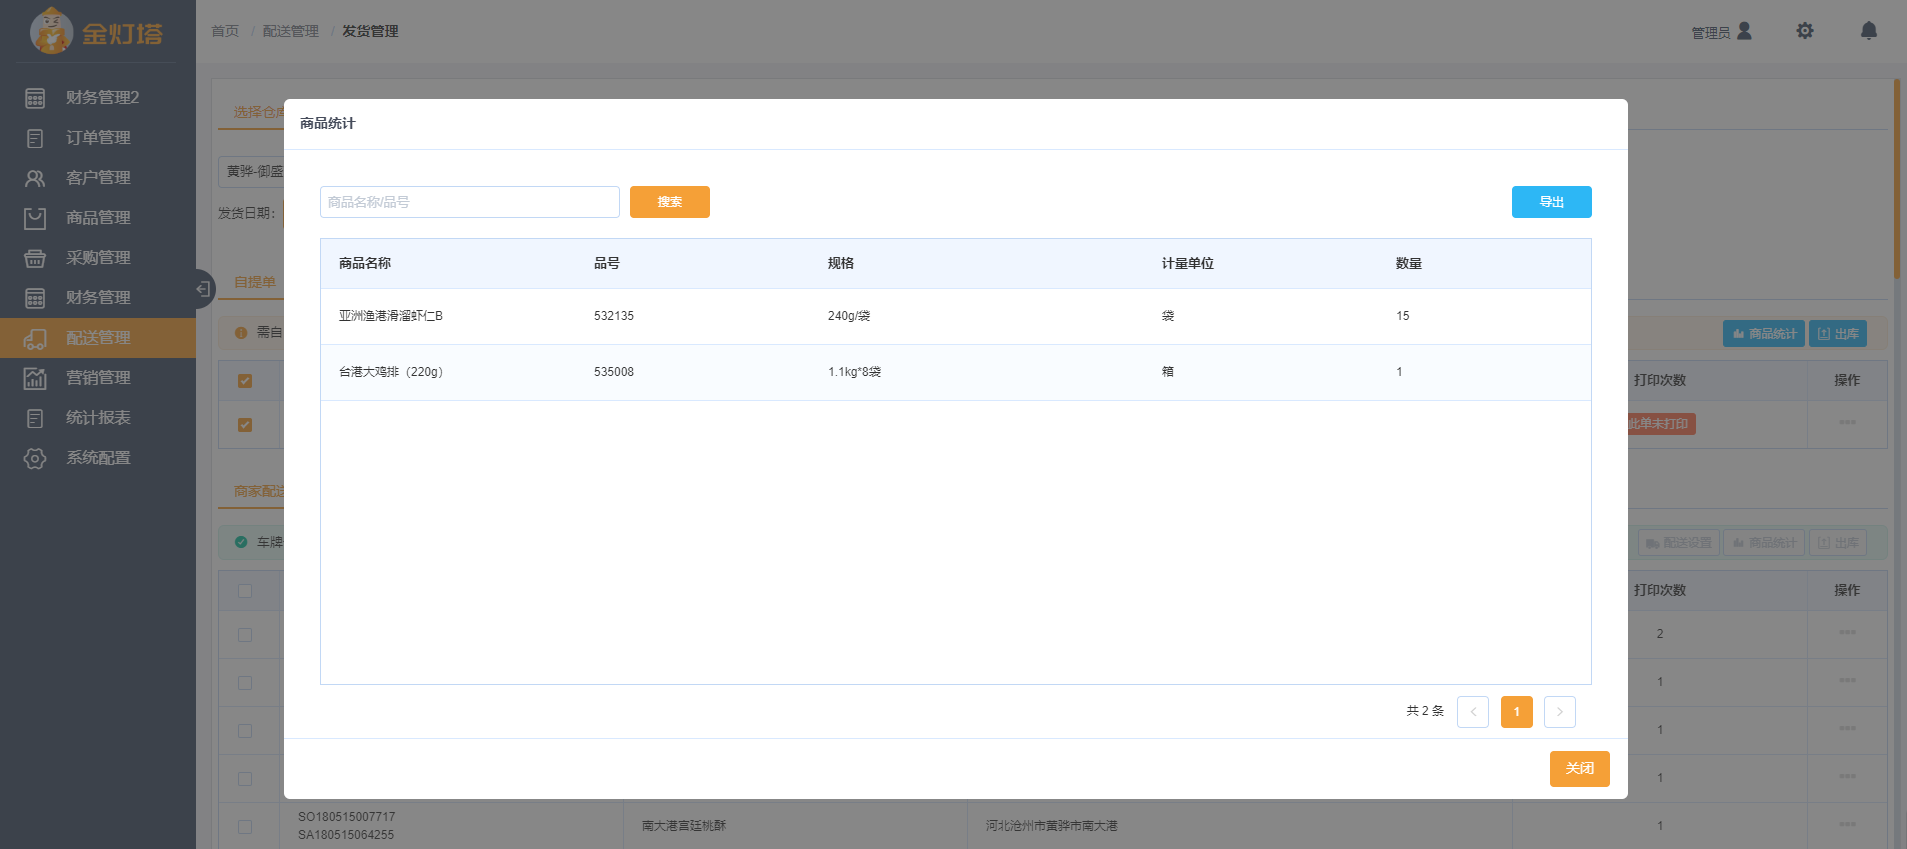 金灯塔
首页 / 配送管理 / 发货管理
管理员
财务管理2
订单管理
客户管理
商品管理
采购管理
财务管理
配送管理
营销管理
统计报表
系统配置
选择仓库
黄骅-御盛
发货日期：
自提单
需自
商品统计
出库
打印次数 操作
此单未打印
商家配送
车牌
配送设置
商品统计
出库
打印次数 操作
2
1
1
1
SO180515007717
SA180515064255
南大港宫廷桃酥 河北沧州市黄骅市南大港 1
商品统计
商品名称/品号
搜索
导出
商品名称 品号 规格 计量单位 数量
亚洲渔港滑溜虾仁B 532135 240g/袋 袋 15
台港大鸡排（220g） 535008 1.1kg*8袋 箱 1
共 2 条 < 1 >
关闭